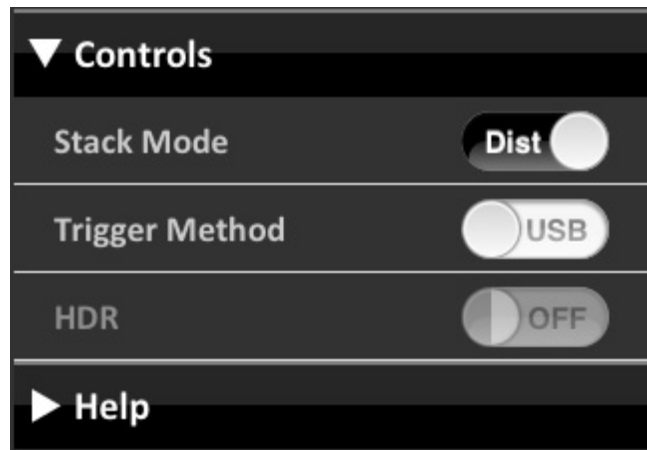 Controls
Stack Mode Dist
Trigger Method USB
HDR OFF
Help